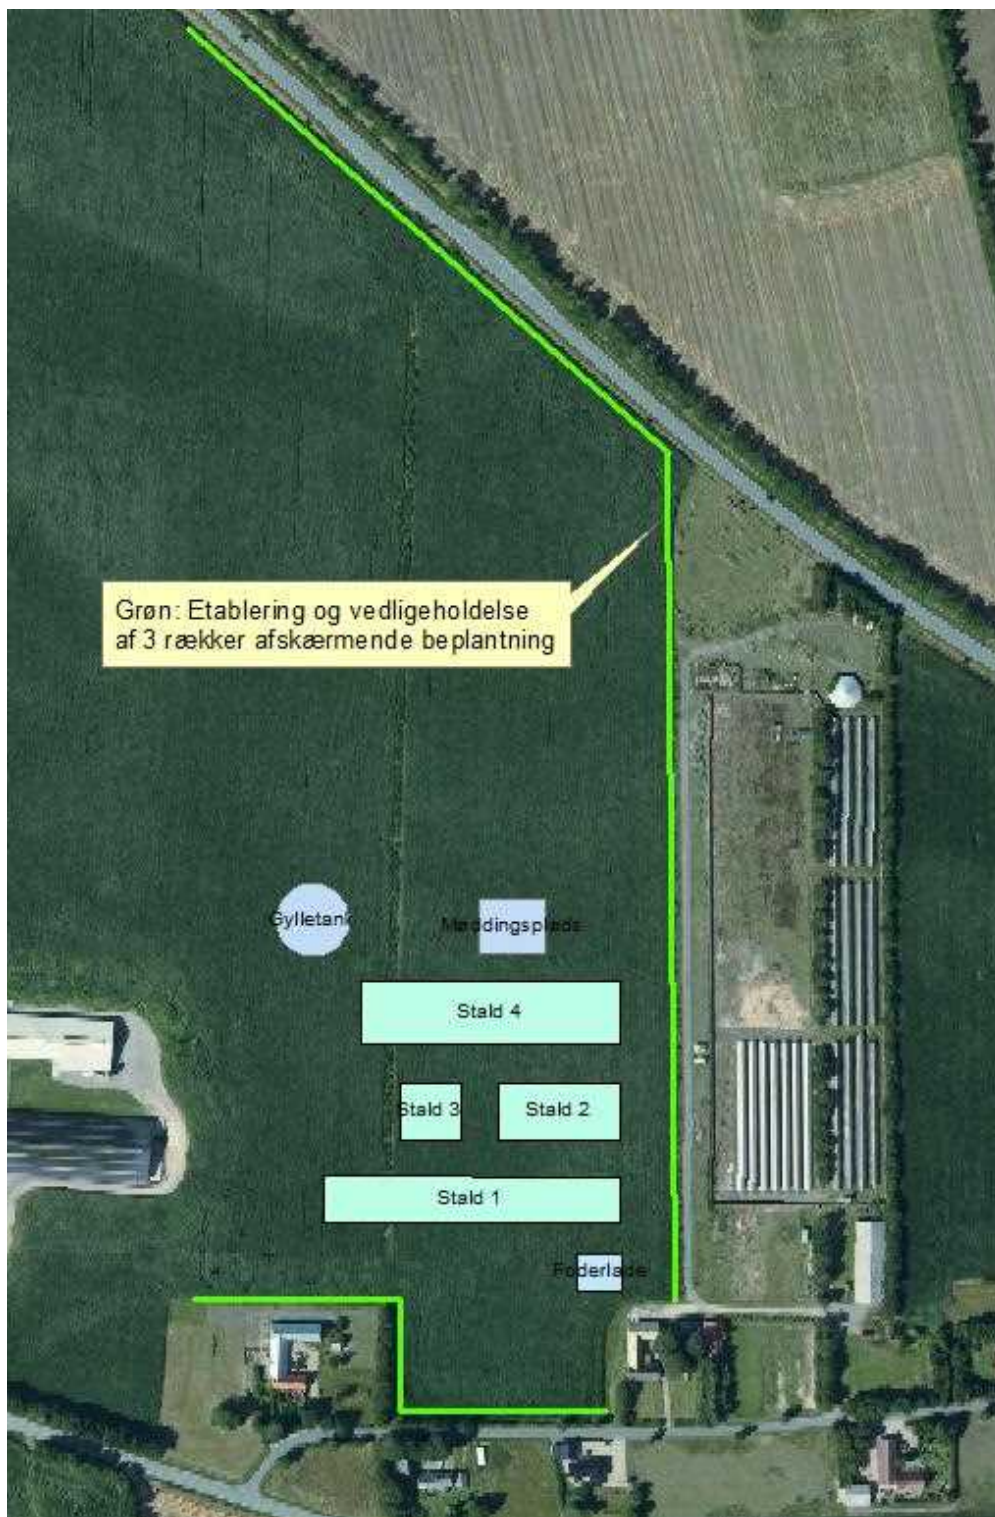 Grøn: Etablering og vedligeholdelse
af 3 rækker afskærmende beplantning
Gylletank
Møddingsplads
Stald 4
Stald 3
Stald 2
Stald 1
Foderlade